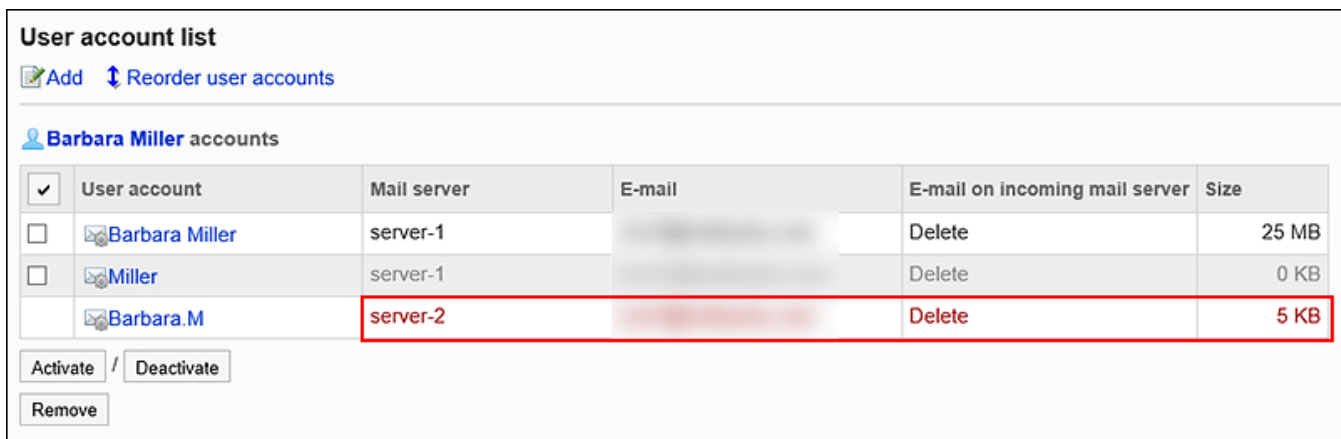 User account list
Add Reorder user accounts
Barbara Miller accounts
User account Mail server E-mail E-mail on incoming mail server Size
Barbara Miller server-1 Delete 25 MB
Miller server-1 Delete 0 KB
Barbara.M server-2 Delete 5 KB
Activate / Deactivate
Remove